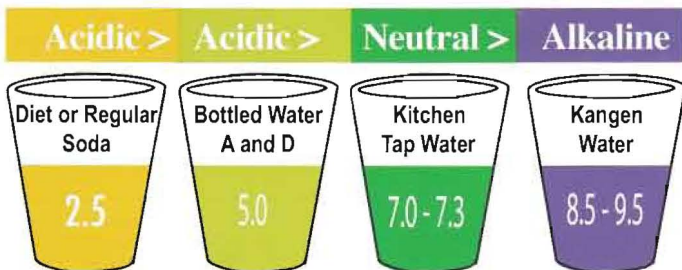 Acidic > Acidic > Neutral > Alkaline
Diet or Regular
Soda
2.5
Bottled Water
A and D
5.0
Kitchen
Tap Water
7.0 - 7.3
Kangen
Water
8.5 - 9.5